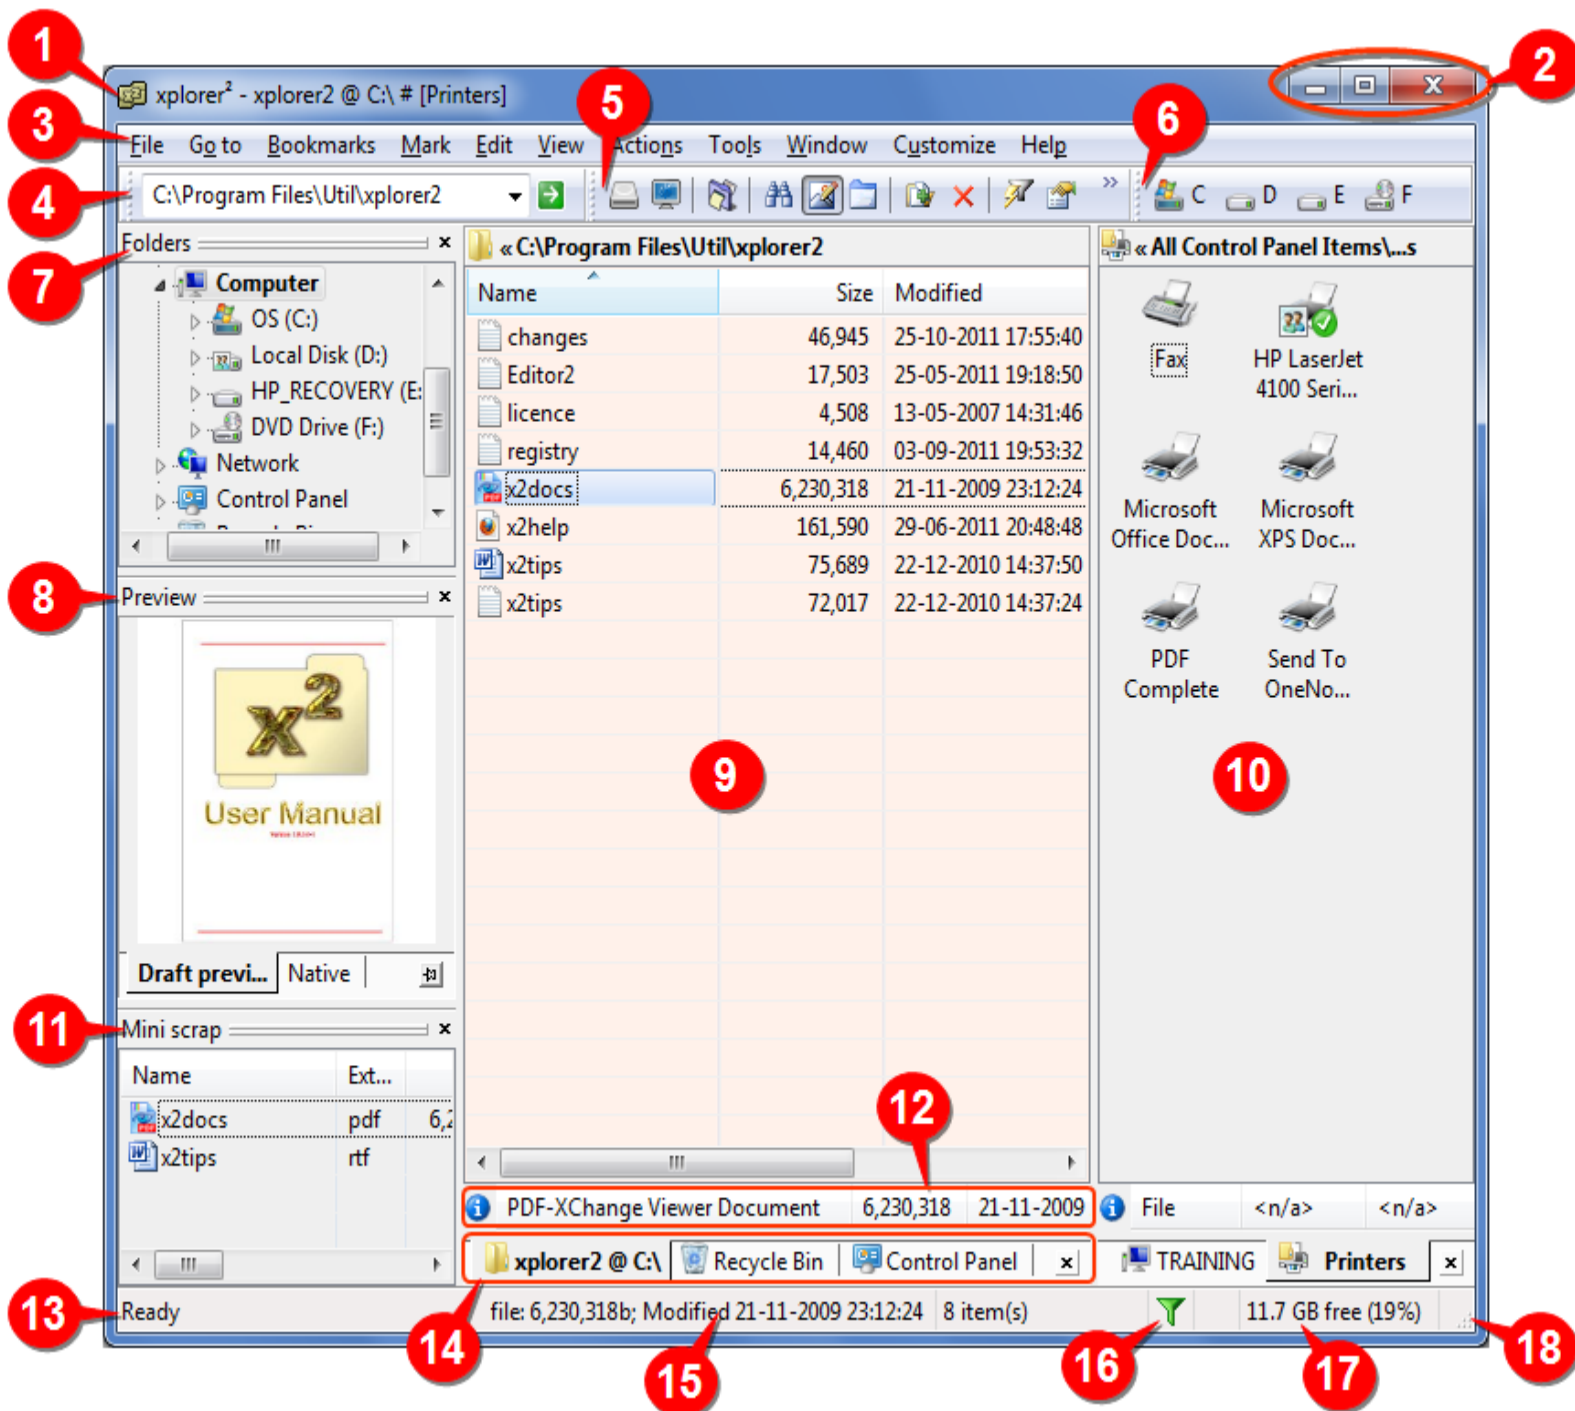 1
2
xplorer² - xplorer2 @ C:\ # [Printers]
3
5
6
File Go to Bookmarks Mark Edit View Actions Tools Window Customize Help
4
C:\Program Files\Util\xplorer2
» C D E F
7
Folders
Computer
OS (C:)
Local Disk (D:)
HP_RECOVERY (E:
DVD Drive (F:)
Network
Control Panel
« C:\Program Files\Util\xplorer2
Name Size Modified
changes 46,945 25-10-2011 17:55:40
Editor2 17,503 25-05-2011 19:18:50
licence 4,508 13-05-2007 14:31:46
registry 14,460 03-09-2011 19:53:32
x2docs 6,230,318 21-11-2009 23:12:24
x2help 161,590 29-06-2011 20:48:48
x2tips 75,689 22-12-2010 14:37:50
x2tips 72,017 22-12-2010 14:37:24
9
« All Control Panel Items\...s
Fax
HP LaserJet
4100 Seri...
Microsoft
Office Doc...
Microsoft
XPS Doc...
PDF
Complete
Send To
OneNo...
10
8
Preview
x²
User Manual
Draft previ... Native
11
Mini scrap
Name Ext...
x2docs pdf 6,2
x2tips rtf
12
PDF-XChange Viewer Document 6,230,318 21-11-2009
File <n/a> <n/a>
xplorer2 @ C:\ Recycle Bin Control Panel
TRAINING Printers
13
Ready file: 6,230,318b; Modified 21-11-2009 23:12:24 8 item(s) 11.7 GB free (19%)
14
15
16
17
18